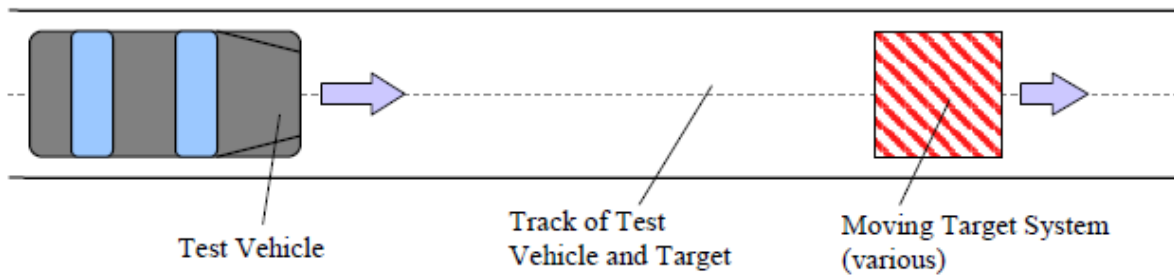 Test Vehicle
Track of Test
Vehicle and Target
Moving Target System
(various)